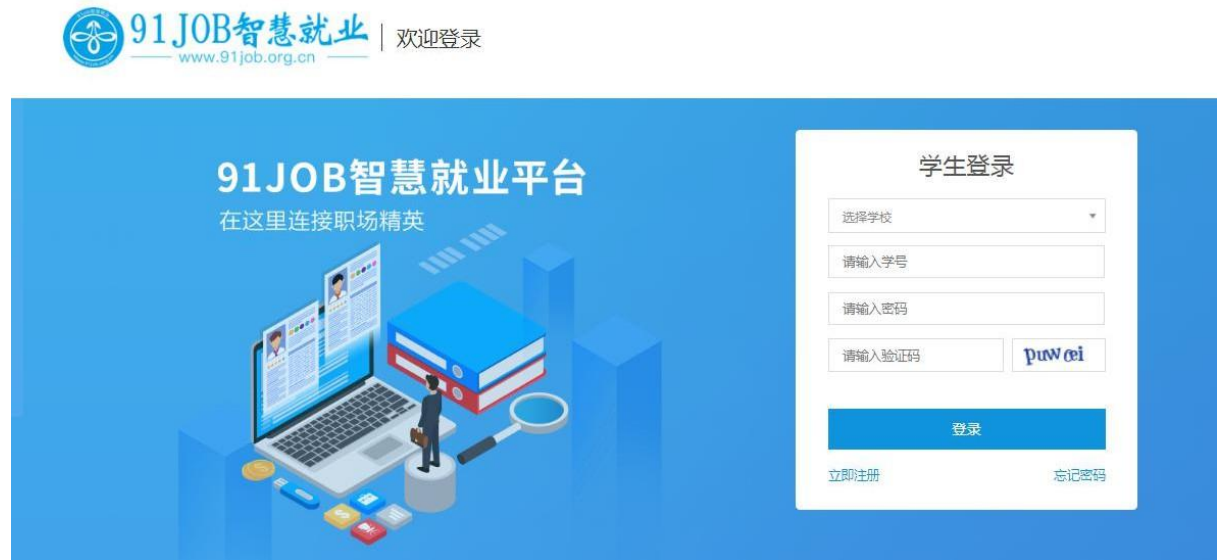 91JOB智慧就业
www.91job.org.cn
欢迎登录
91JOB智慧就业平台
在这里连接职场精英
学生登录
选择学校
请输入学号
请输入密码
请输入验证码
登录
立即注册
忘记密码